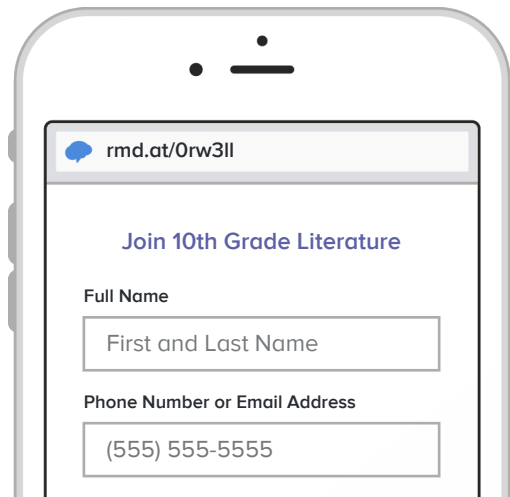 rmd.at/0rw3ll
Join 10th Grade Literature
Full Name
First and Last Name
Phone Number or Email Address
(555) 555-5555